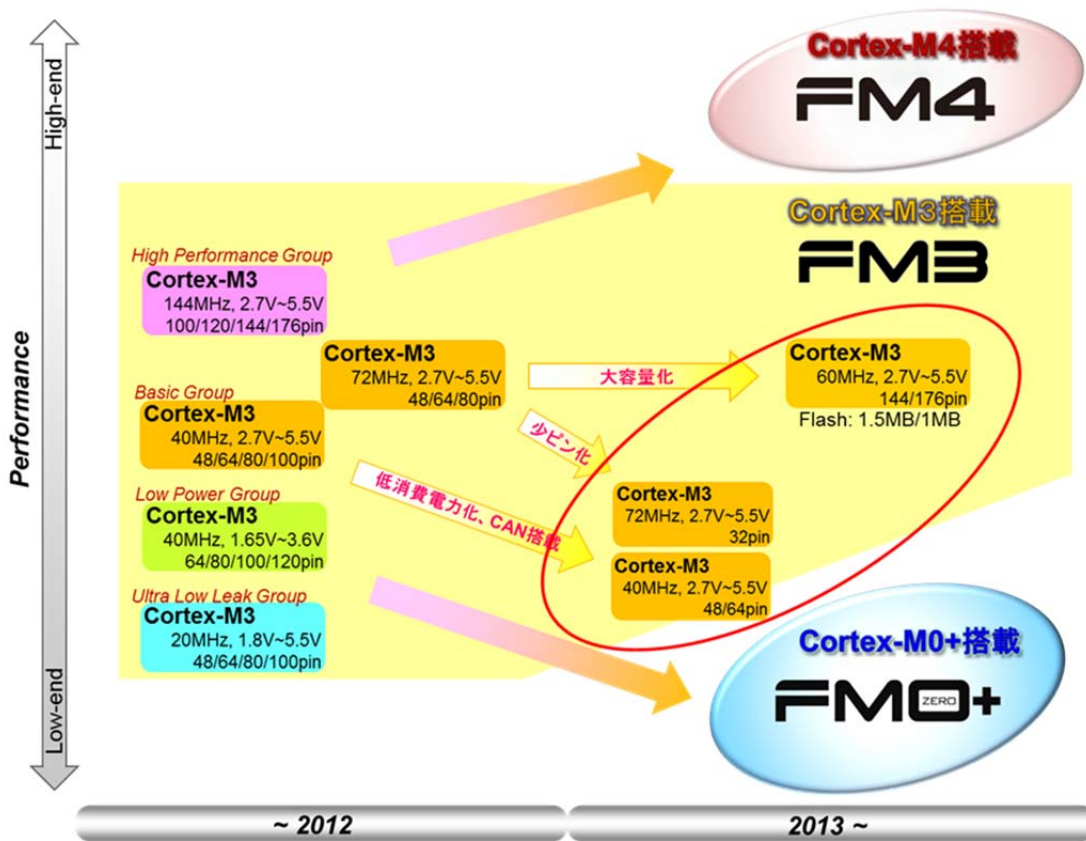 High-end
Performance
Low-end
Cortex-M4搭載
FM4
Cortex-M3搭載
FM3
High Performance Group
Cortex-M3
144MHz, 2.7V~5.5V
100/120/144/176pin
Cortex-M3
72MHz, 2.7V~5.5V
48/64/80pin
大容量化
Cortex-M3
60MHz, 2.7V~5.5V
144/176pin
Flash: 1.5MB/1MB
Basic Group
Cortex-M3
40MHz, 2.7V~5.5V
48/64/80/100pin
少ピン化
低消費電力化、CAN搭載
Cortex-M3
72MHz, 2.7V~5.5V
32pin
Cortex-M3
40MHz, 2.7V~5.5V
48/64pin
Low Power Group
Cortex-M3
40MHz, 1.65V~3.6V
64/80/100/120pin
Ultra Low Leak Group
Cortex-M3
20MHz, 1.8V~5.5V
48/64/80/100pin
Cortex-M0+搭載
FM0+
ZERO
~ 2012
2013 ~